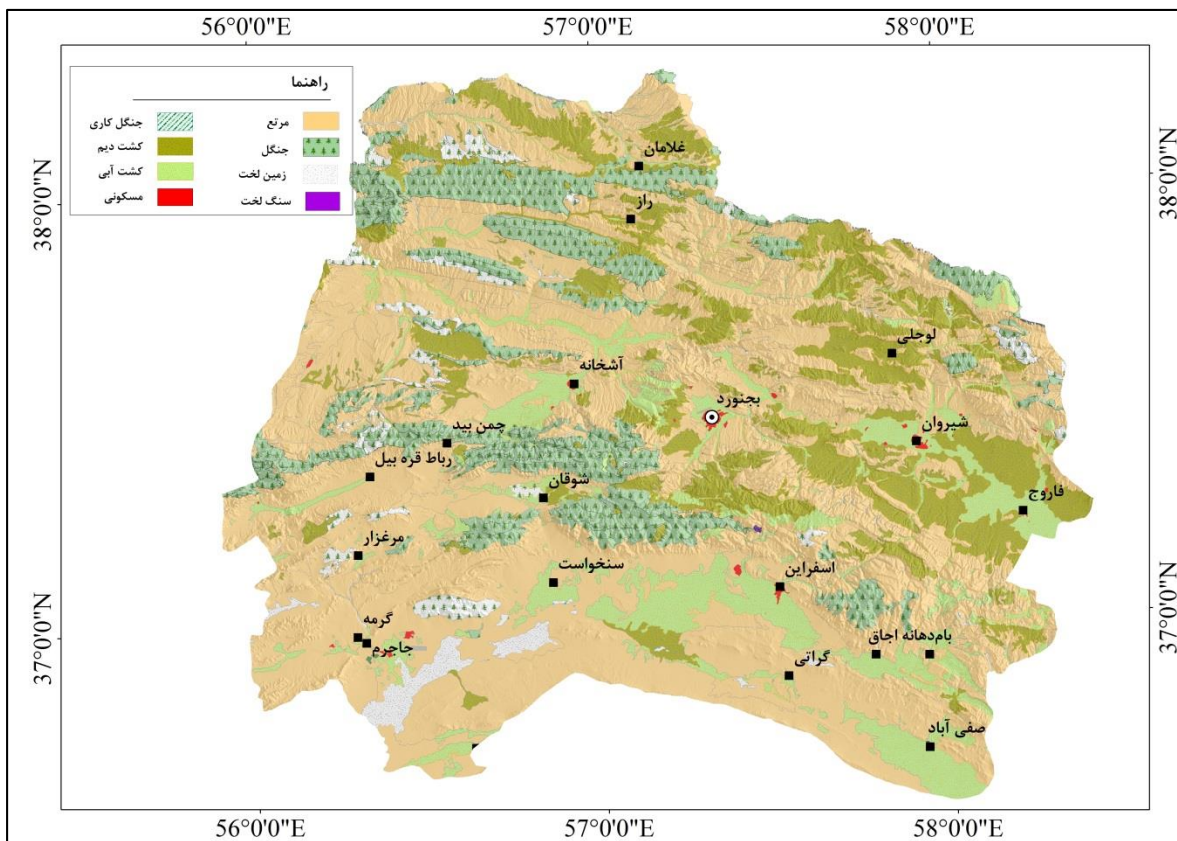 56°0'0"E 57°0'0"E 58°0'0"E
راهنما
مرتع جنگل کاری
جنگل کشت دیم
زمین لخت کشت آبی
سنگ لخت مسکونی
38°0'0"N
38°0'0"N
غلامان
راز
لوجلی
آشخانه
بجنورد
شیروان
چمن بید
رباط قره بیل
شوقان
فاروج
مرغزار
سنخواست
اسفراین
گرمه
جاجرم
بام دهانه اجاق
گراتی
صفی آباد
37°0'0"N
37°0'0"N
56°0'0"E 57°0'0"E 58°0'0"E